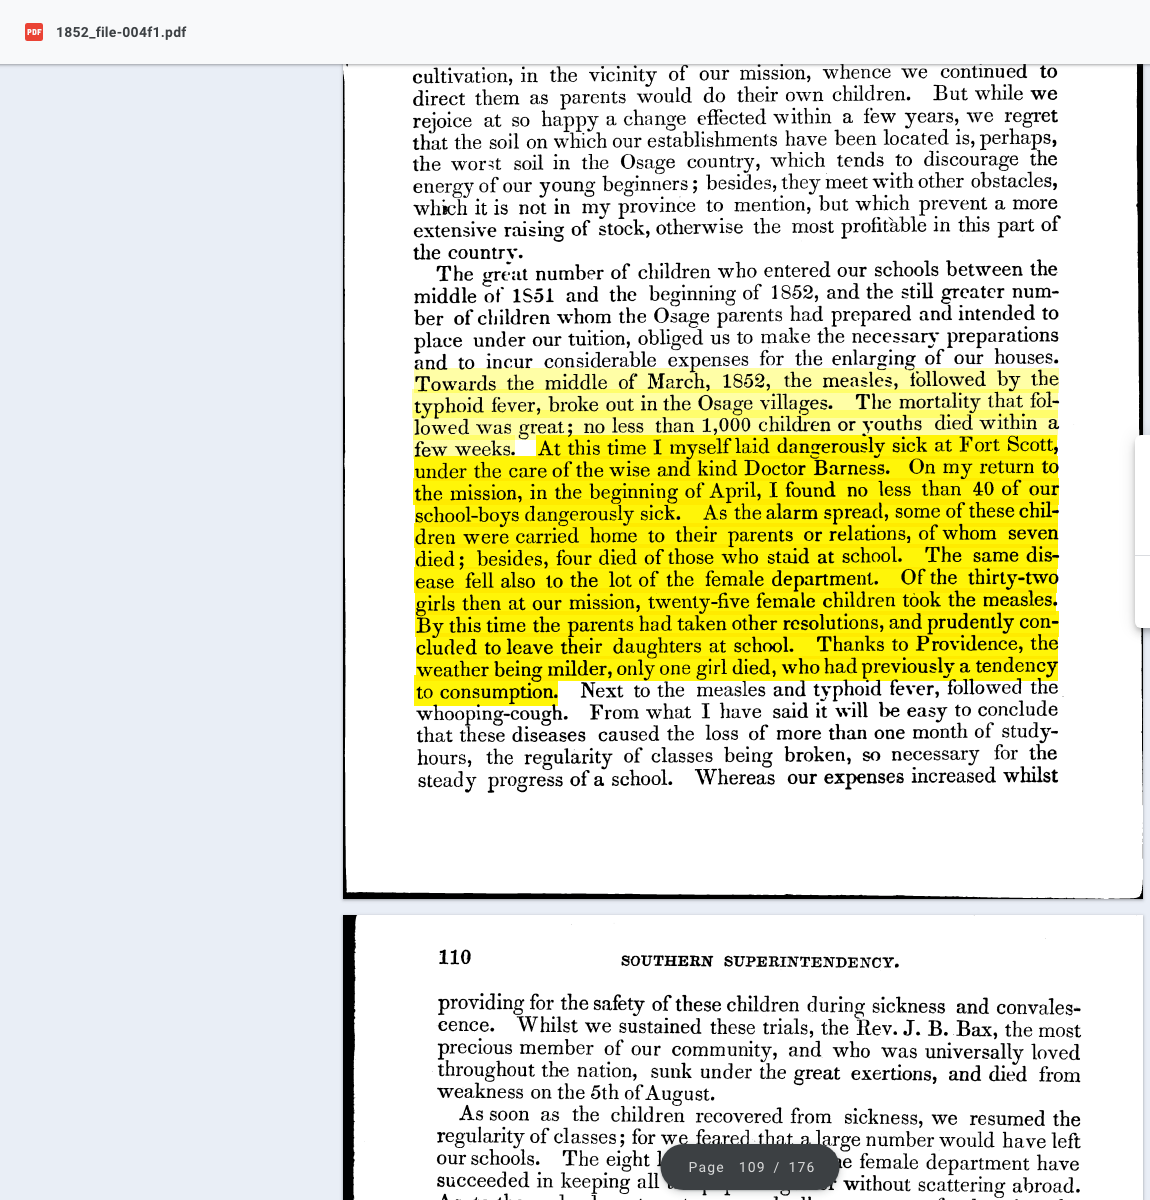 1852_file-004f1.pdf
cultivation, in the vicinity of our mission, whence we continued to
direct them as parents would do their own children. But while we
rejoice at so happy a change effected within a few years, we regret
that the soil on which our establishments have been located is, perhaps,
the worst soil in the Osage country, which tends to discourage the
energy of our young beginners; besides, they meet with other obstacles,
which it is not in my province to mention, but which prevent a more
extensive raising of stock, otherwise the most profitable in this part of
the country.
The great number of children who entered our schools between the
middle of 1851 and the beginning of 1852, and the still greater num-
ber of children whom the Osage parents had prepared and intended to
place under our tuition, obliged us to make the necessary preparations
and to incur considerable expenses for the enlarging of our houses.
Towards the middle of March, 1852, the measles, followed by the
typhoid fever, broke out in the Osage villages. The mortality that fol-
lowed was great; no less than 1,000 children or youths died within a
few weeks. At this time I myself laid dangerously sick at Fort Scott,
under the care of the wise and kind Doctor Barness. On my return to
the mission, in the beginning of April, I found no less than 40 of our
school-boys dangerously sick. As the alarm spread, some of these chil-
dren were carried home to their parents or relations, of whom seven
died; besides, four died of those who staid at school. The same dis-
ease fell also to the lot of the female department. Of the thirty-two
girls then at our mission, twenty-five female children took the measles.
By this time the parents had taken other resolutions, and prudently con-
cluded to leave their daughters at school. Thanks to Providence, the
weather being milder, only one girl died, who had previously a tendency
to consumption. Next to the measles and typhoid fever, followed the
whooping-cough. From what I have said it will be easy to conclude
that these diseases caused the loss of more than one month of study-
hours, the regularity of classes being broken, so necessary for the
steady progress of a school. Whereas our expenses increased whilst
110 SOUTHERN SUPERINTENDENCY.
providing for the safety of these children during sickness and convales-
cence. Whilst we sustained these trials, the Rev. J. B. Bax, the most
precious member of our community, and who was universally loved
throughout the nation, sunk under the great exertions, and died from
weakness on the 5th of August.
As soon as the children recovered from sickness, we resumed the
regularity of classes; for we feared that a large number would have left
our schools. The eight female department have
succeeded in keeping all without scattering abroad.
Page 109 / 176